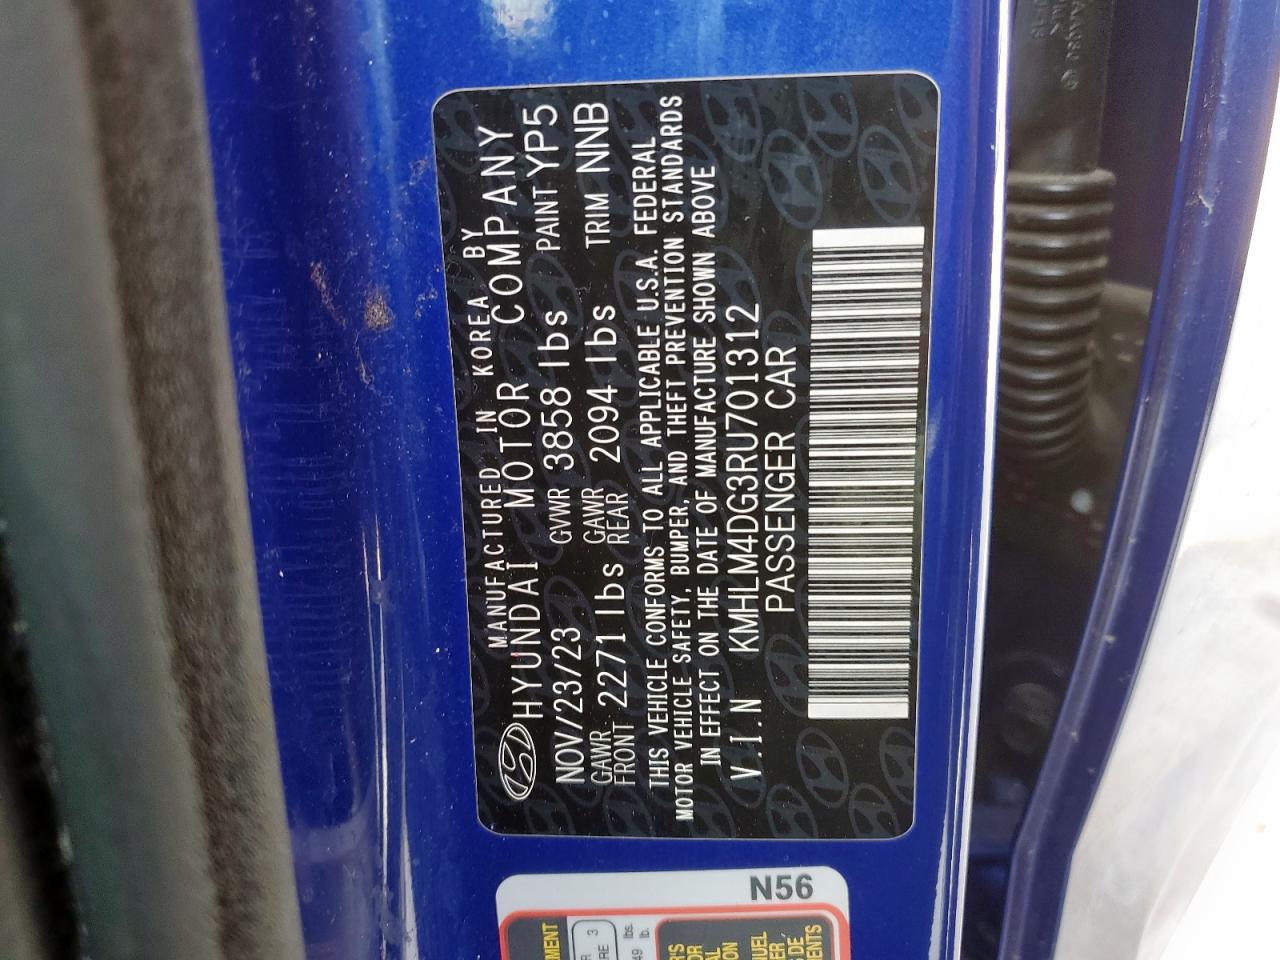 MANUFACTURED IN KOREA BY
HYUNDAI MOTOR COMPANY
NOV/23/23 GVWR 3858 lbs PAINT YP5
GAWR FRONT 2271 lbs GAWR REAR 2094 lbs TRIM NNB
THIS VEHICLE CONFORMS TO ALL APPLICABLE U.S.A. FEDERAL
MOTOR VEHICLE SAFETY, BUMPER, AND THEFT PREVENTION STANDARDS
IN EFFECT ON THE DATE OF MANUFACTURE SHOWN ABOVE
V.I.N KMHLM4DG3RU701312
PASSENGER CAR
N56